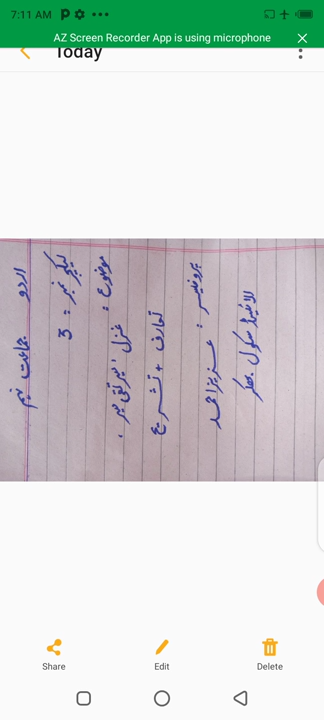 7:11 AM
AZ Screen Recorder App is using microphone
Today
اردو جماعت نہم
لیکچر نمبر : 3
موضوع :
غزل "میر تقی میر"
تعارف + تشریح
پروفیسر : عزیز احمد
الائیڈ سکول بھکر
Share
Edit
Delete